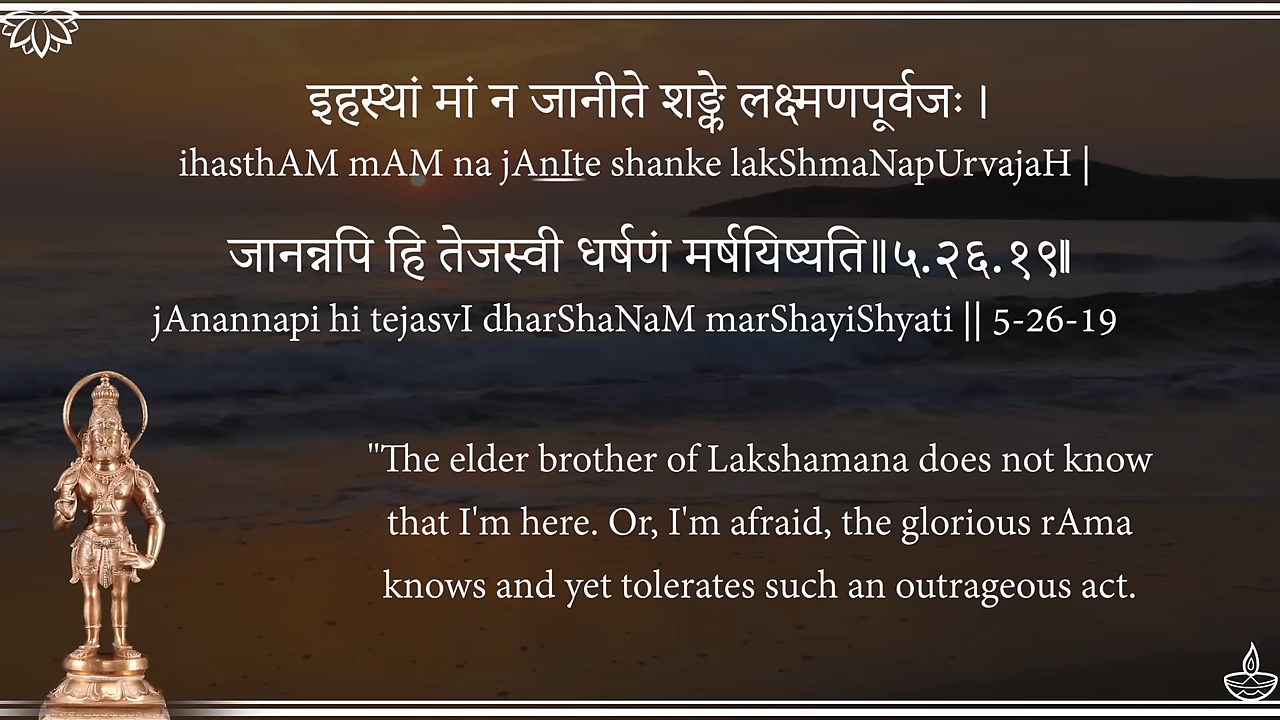 इहस्थां मां न जानीते शङ्के लक्ष्मणपूर्वजः ।
ihasthAM mAM na jAnIte shanke lakShmaNapUrvajaH |
जानन्नपि हि तेजस्वी धर्षणं मर्षयिष्यति॥५.२६.१९॥
jAnannapi hi tejasvI dharShaNaM marShayiShyati || 5-26-19
"The elder brother of Lakshamana does not know
that I'm here. Or, I'm afraid, the glorious rAma
knows and yet tolerates such an outrageous act.